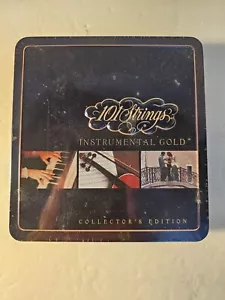 101 Strings
INSTRUMENTAL GOLD
COLLECTOR'S EDITION